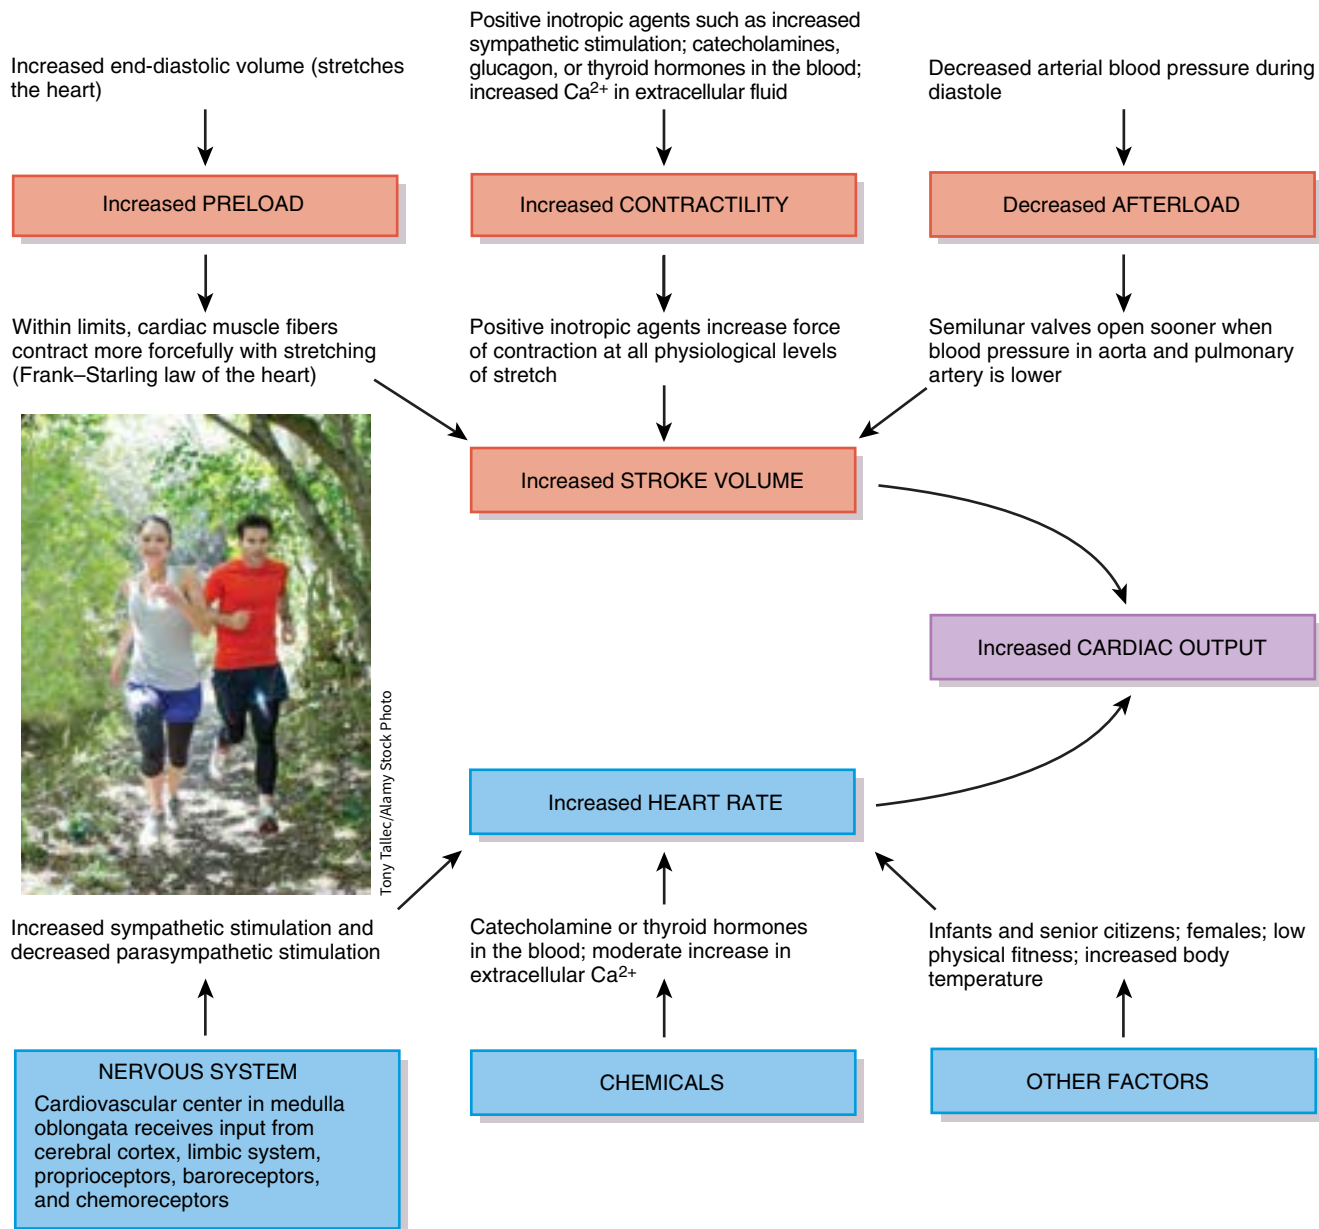 Increased end-diastolic volume (stretches
the heart)
Positive inotropic agents such as increased
sympathetic stimulation; catecholamines,
glucagon, or thyroid hormones in the blood;
increased Ca²⁺ in extracellular fluid
Decreased arterial blood pressure during
diastole
Increased PRELOAD
Increased CONTRACTILITY
Decreased AFTERLOAD
Within limits, cardiac muscle fibers
contract more forcefully with stretching
(Frank–Starling law of the heart)
Positive inotropic agents increase force
of contraction at all physiological levels
of stretch
Semilunar valves open sooner when
blood pressure in aorta and pulmonary
artery is lower
Increased STROKE VOLUME
Increased CARDIAC OUTPUT
Tony Tallec/Alamy Stock Photo
Increased HEART RATE
Increased sympathetic stimulation and
decreased parasympathetic stimulation
Catecholamine or thyroid hormones
in the blood; moderate increase in
extracellular Ca²⁺
Infants and senior citizens; females; low
physical fitness; increased body
temperature
NERVOUS SYSTEM
Cardiovascular center in medulla
oblongata receives input from
cerebral cortex, limbic system,
proprioceptors, baroreceptors,
and chemoreceptors
CHEMICALS
OTHER FACTORS